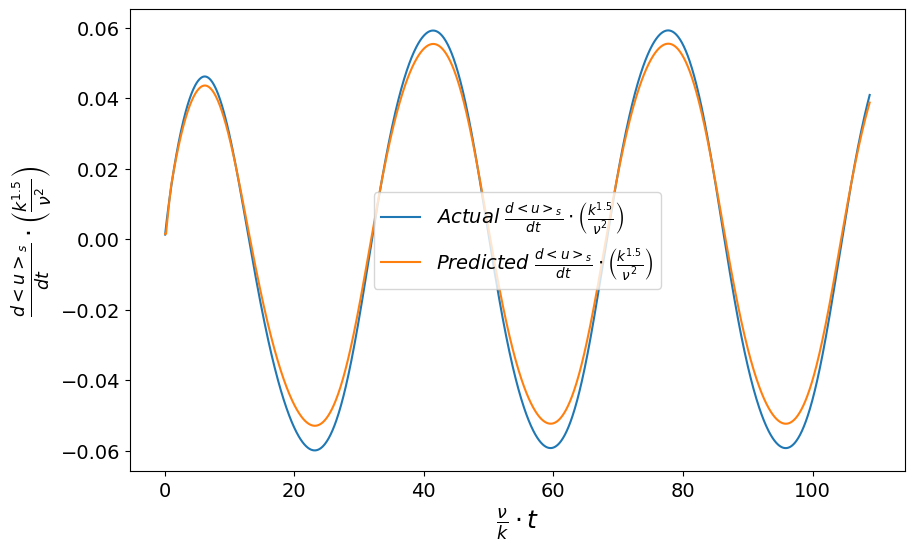 0.06
0.04
0.02
0.00
−0.02
−0.04
−0.06
d<u>_s/dt · (k^1.5/ν^2)
Actual d<u>_s/dt · (k^1.5/ν^2)
Predicted d<u>_s/dt · (k^1.5/ν^2)
0 20 40 60 80 100
ν/k · t